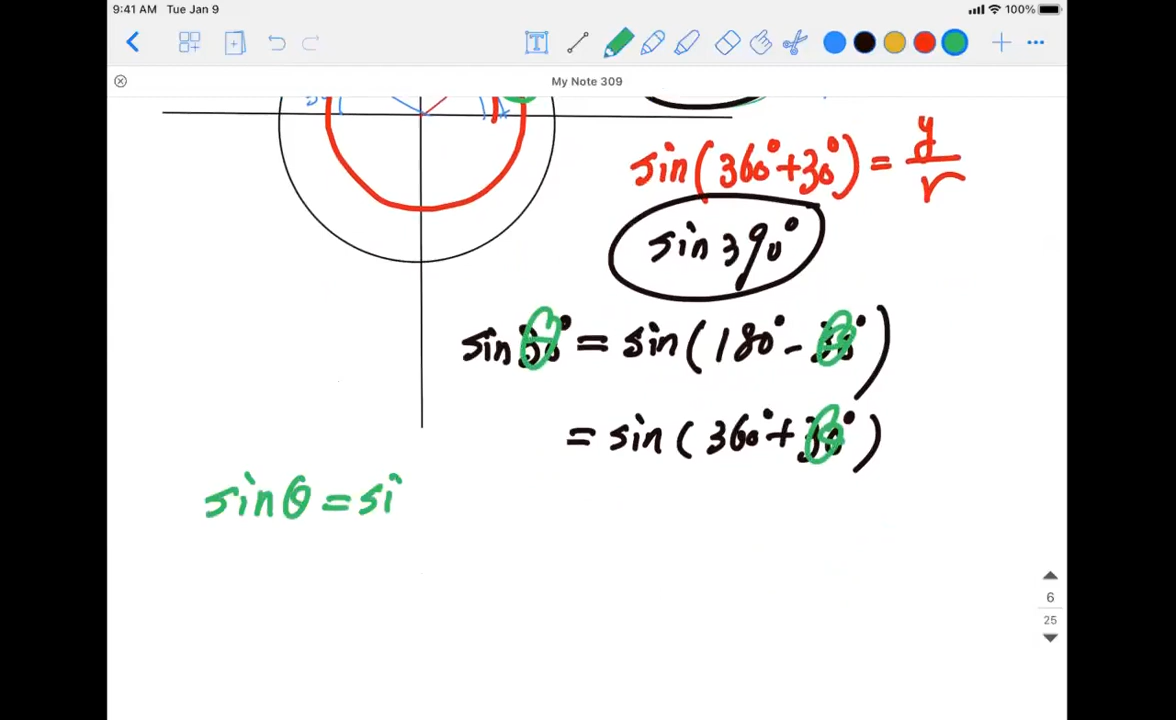 9:41 AM Tue Jan 9
100%
T
My Note 309
sin(360°+30°) = y/r
sin 390°
sin θ° = sin(180° - θ°)
= sin(360° + θ°)
sin θ = si
6
25